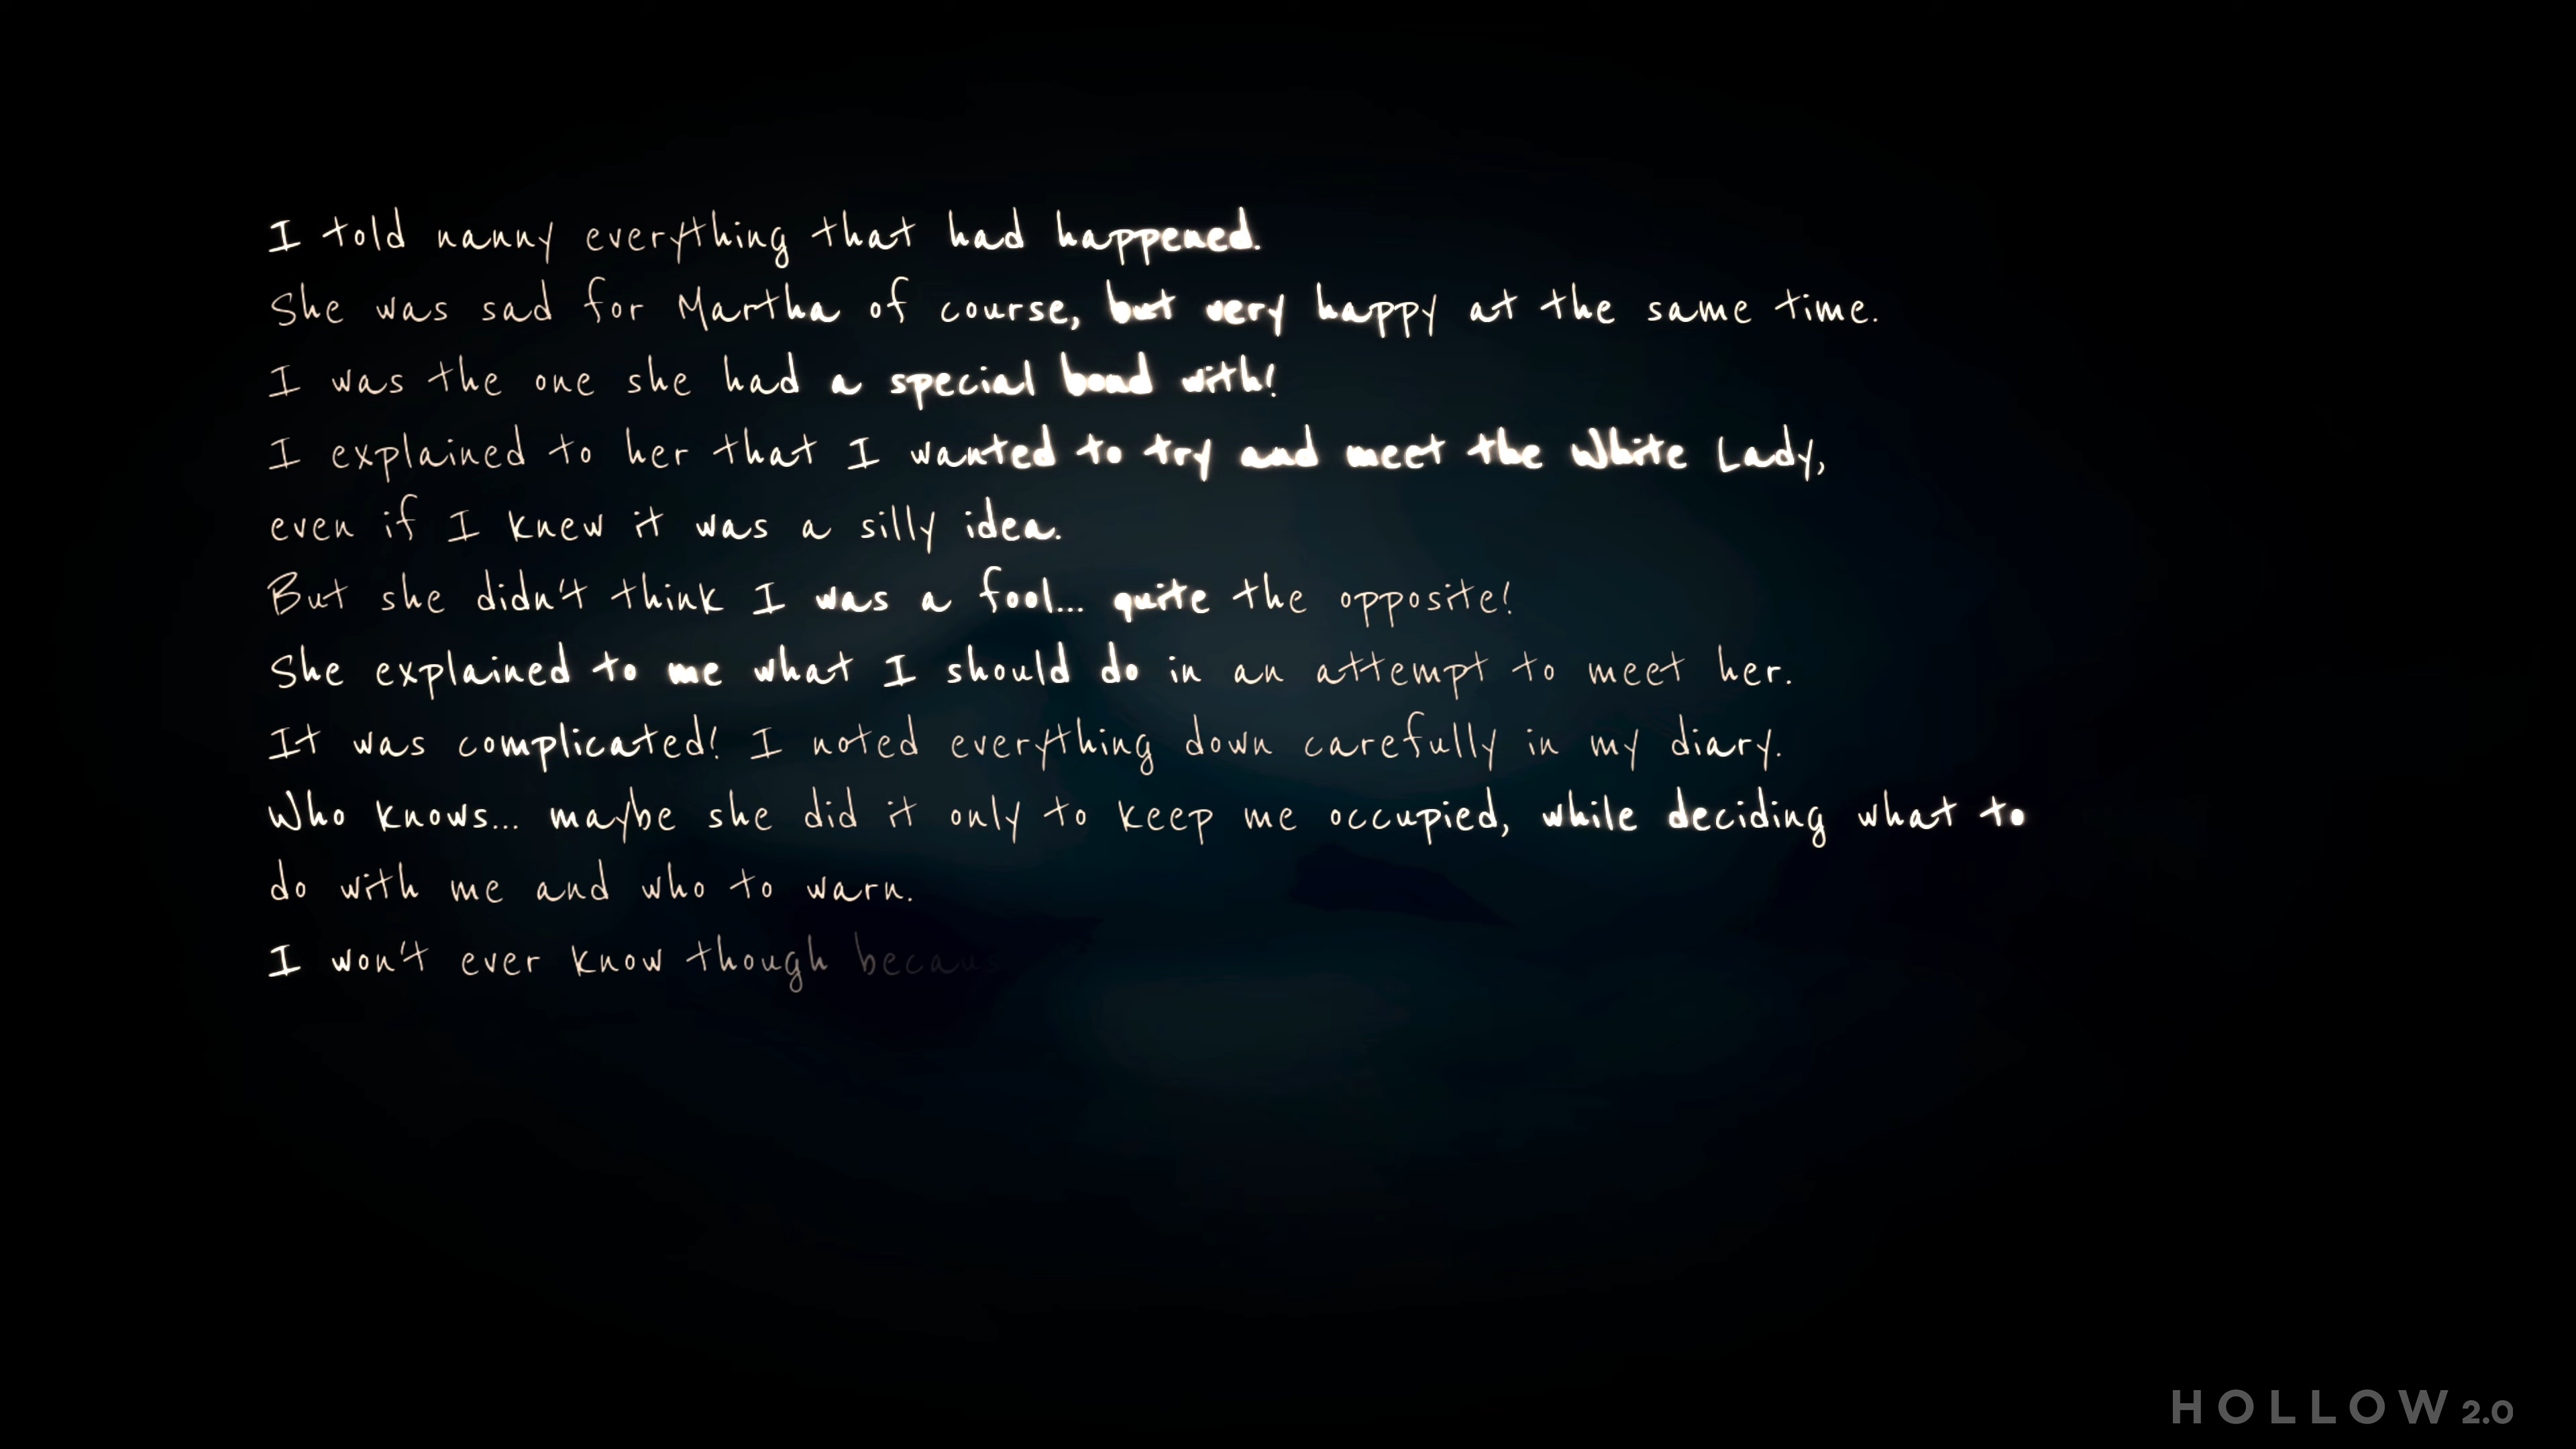 I told nanny everything that had happened.
She was sad for Martha of course, but very happy at the same time.
I was the one she had a special bond with!
I explained to her that I wanted to try and meet the White Lady,
even if I knew it was a silly idea.
But she didn't think I was a fool... quite the opposite!
She explained to me what I should do in an attempt to meet her.
It was complicated! I noted everything down carefully in my diary.
Who knows... maybe she did it only to keep me occupied, while deciding what to
do with me and who to warn.
I won't ever know though becaus
HOLLOW 2.0